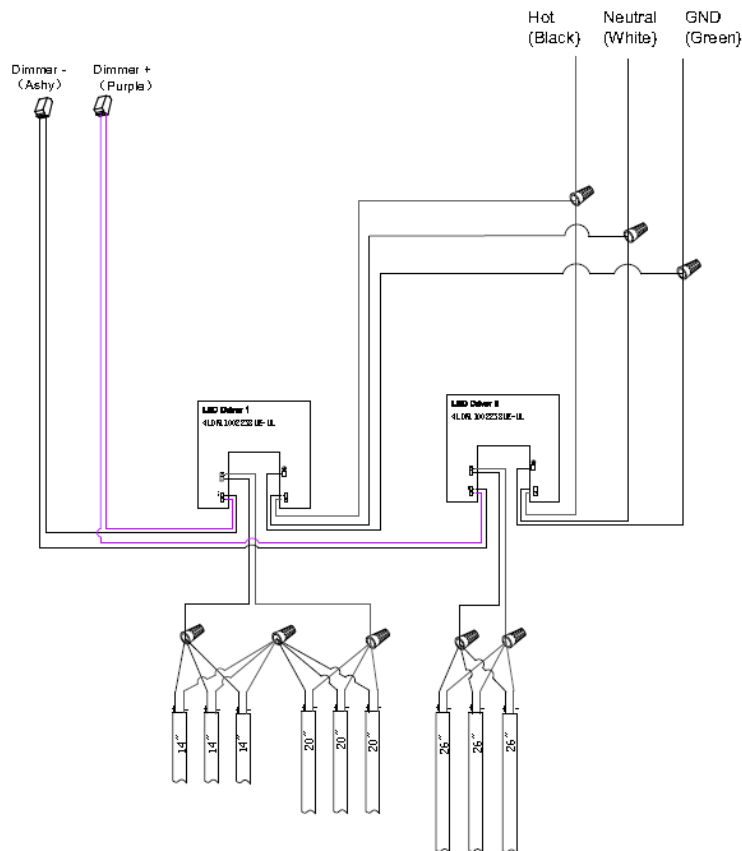 Hot
(Black}
Neutral
(White}
GND
(Green}
Dimmer -
（Ashy）
Dimmer +
（Purple）
LED Driver 1
LED Driver
14″
14″
14″
20″
20″
20″
26″
26″
26″